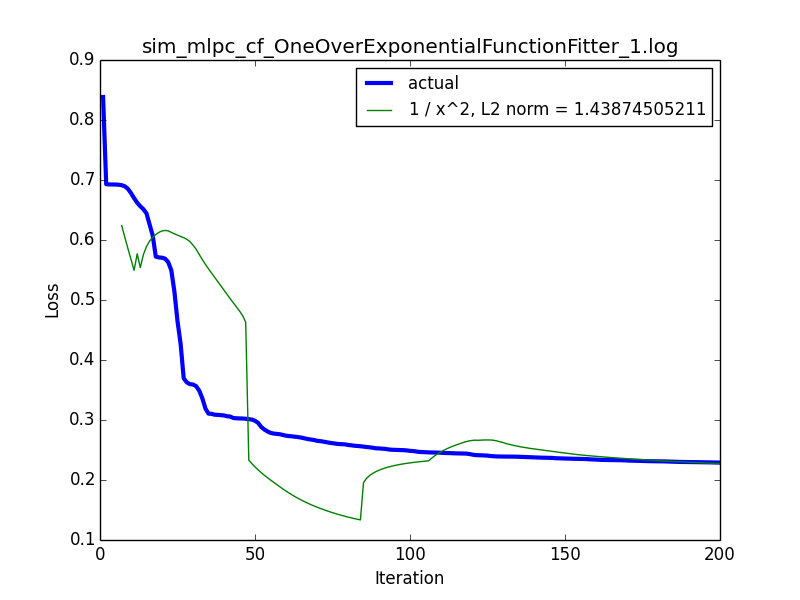 sim_mlpc_cf_OneOverExponentialFunctionFitter_1.log
actual
1 / x^2, L2 norm = 1.43874505211
Loss
0.9
0.8
0.7
0.6
0.5
0.4
0.3
0.2
0.1
0 50 100 150 200
Iteration